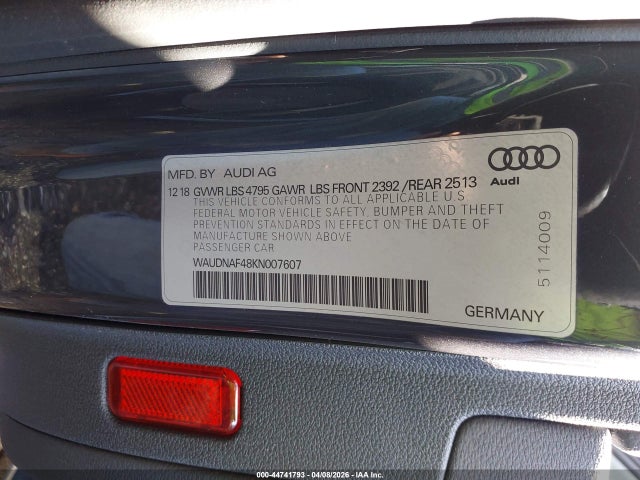 MFD. BY AUDI AG
12 18 GVWR LBS 4795 GAWR LBS FRONT 2392 /REAR 2513
THIS VEHICLE CONFORMS TO ALL APPLICABLE U S
FEDERAL MOTOR VEHICLE SAFETY, BUMPER AND THEFT
PREVENTION STANDARDS IN EFFECT ON THE DATE OF
MANUFACTURE SHOWN ABOVE
PASSENGER CAR
WAUDNAF48KN007607
Audi
5114009
GERMANY
000-44741793 - 04/08/2026 - IAAI.COM